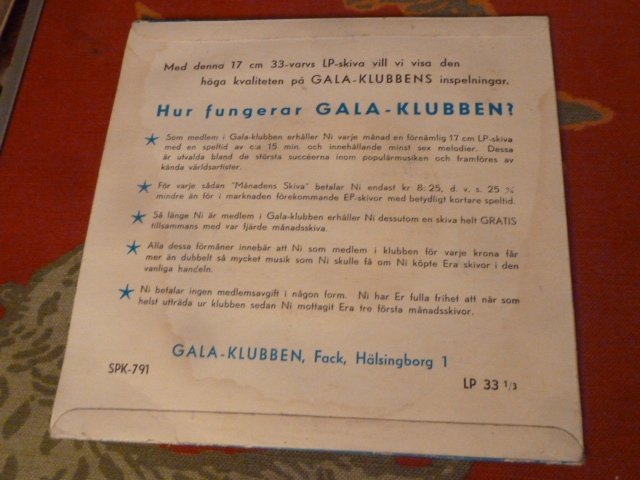 Med denna 17 cm 33-varvs LP-skiva vill vi visa den
höga kvaliteten på GALA-KLUBBENS inspelningar.
Hur fungerar GALA-KLUBBEN?
Som medlem i Gala-klubben erhåller Ni varje månad en förnämlig 17 cm LP-skiva
med en speltid av c:a 15 min. och innehållande minst sex melodier. Dessa
är utvalda bland de största succéerna inom populärmusiken och framföres av
kända världsartister.
För varje sådan "Månadens Skiva" betalar Ni endast kr 8:25, d. v. s. 25 %
mindre än för i marknaden förekommande EP-skivor med betydligt kortare speltid.
Så länge Ni är medlem i Gala-klubben erhåller Ni dessutom en skiva helt GRATIS
tillsammans med var fjärde månadsskiva.
Alla dessa förmåner innebär att Ni som medlem i klubben för varje krona får
mer än dubbelt så mycket musik som Ni skulle få om Ni köpte Era skivor i den
vanliga handeln.
Ni betalar ingen medlemsavgift i någon form. Ni har Er fulla frihet att när som
helst utträda ur klubben sedan Ni mottagit Era tre första månadsskivor.
GALA-KLUBBEN, Fack, Hälsingborg 1
SPK-791
LP 33 1/3